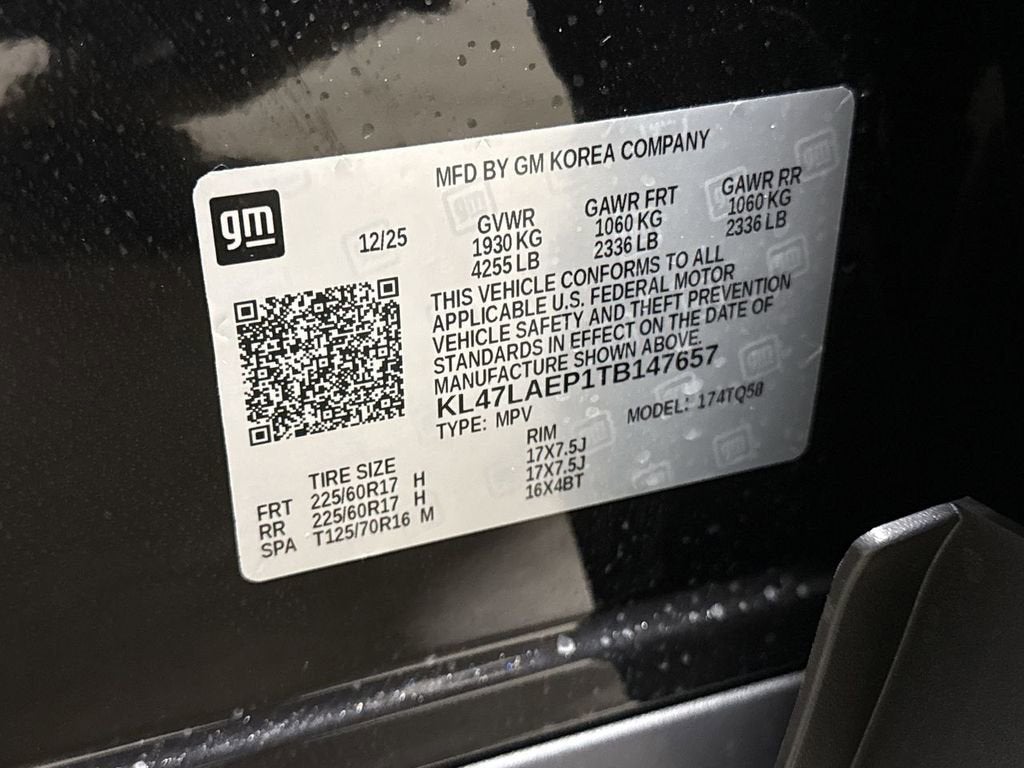 MFD BY GM KOREA COMPANY
gm
12/25
GVWR GAWR FRT GAWR RR
1930 KG 1060 KG 1060 KG
4255 LB 2336 LB 2336 LB
THIS VEHICLE CONFORMS TO ALL
APPLICABLE U.S. FEDERAL MOTOR
VEHICLE SAFETY AND THEFT PREVENTION
STANDARDS IN EFFECT ON THE DATE OF
MANUFACTURE SHOWN ABOVE.
KL47LAEP1TB147657
TYPE: MPV MODEL: 174TQ58
TIRE SIZE RIM
FRT 225/60R17 H 17X7.5J
RR 225/60R17 H 17X7.5J
SPA T125/70R16 M 16X4BT